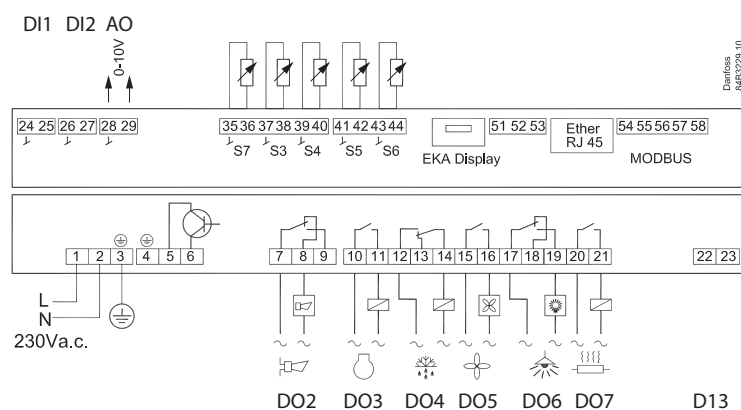 DI1 DI2 AO
0-10V
Danfoss
84B3229.10
24 25 26 27 28 29 35 36 37 38 39 40 41 42 43 44 51 52 53 54 55 56 57 58
S7 S3 S4 S5 S6
EKA Display
Ether
RJ 45
MODBUS
1 2 3 4 5 6 7 8 9 10 11 12 13 14 15 16 17 18 19 20 21 22 23
L
N
230Va.c.
DO2 DO3 DO4 DO5 DO6 DO7 D13